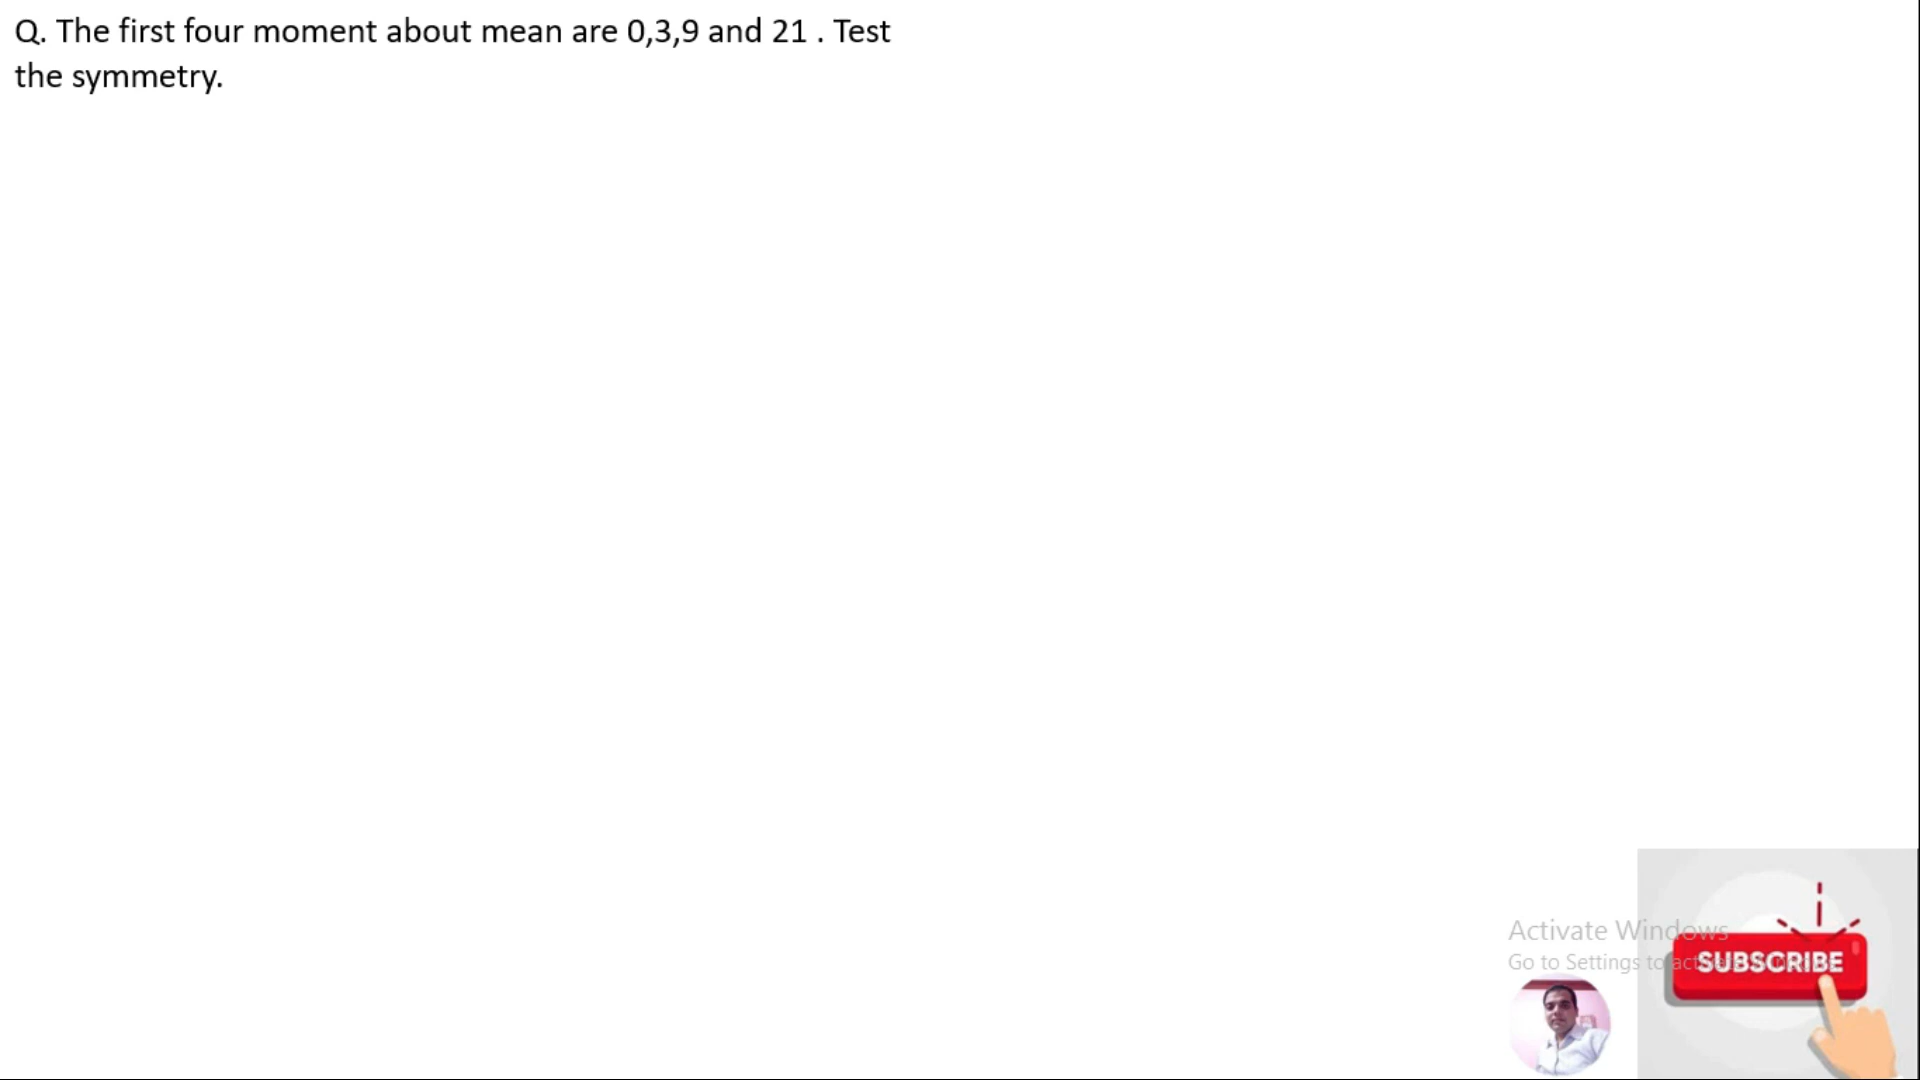 Q. The first four moment about mean are 0,3,9 and 21 . Test
the symmetry.
Activate Windows
Go to Settings to
SUBSCRIBE